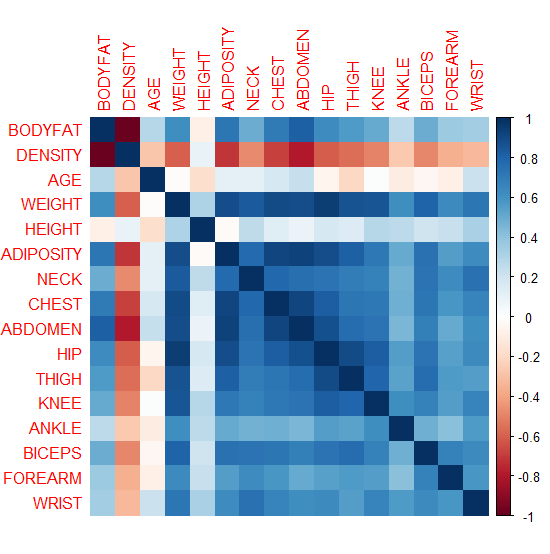 BODYFAT
DENSITY
AGE
WEIGHT
HEIGHT
ADIPOSITY
NECK
CHEST
ABDOMEN
HIP
THIGH
KNEE
ANKLE
BICEPS
FOREARM
WRIST
BODYFAT
DENSITY
AGE
WEIGHT
HEIGHT
ADIPOSITY
NECK
CHEST
ABDOMEN
HIP
THIGH
KNEE
ANKLE
BICEPS
FOREARM
WRIST
1
0.8
0.6
0.4
0.2
0
-0.2
-0.4
-0.6
-0.8
-1